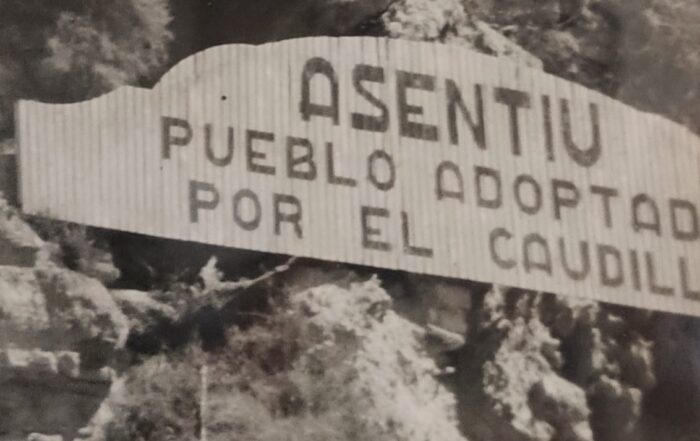 ASENTIU
PUEBLO ADOPTAD
POR EL CAUDILL